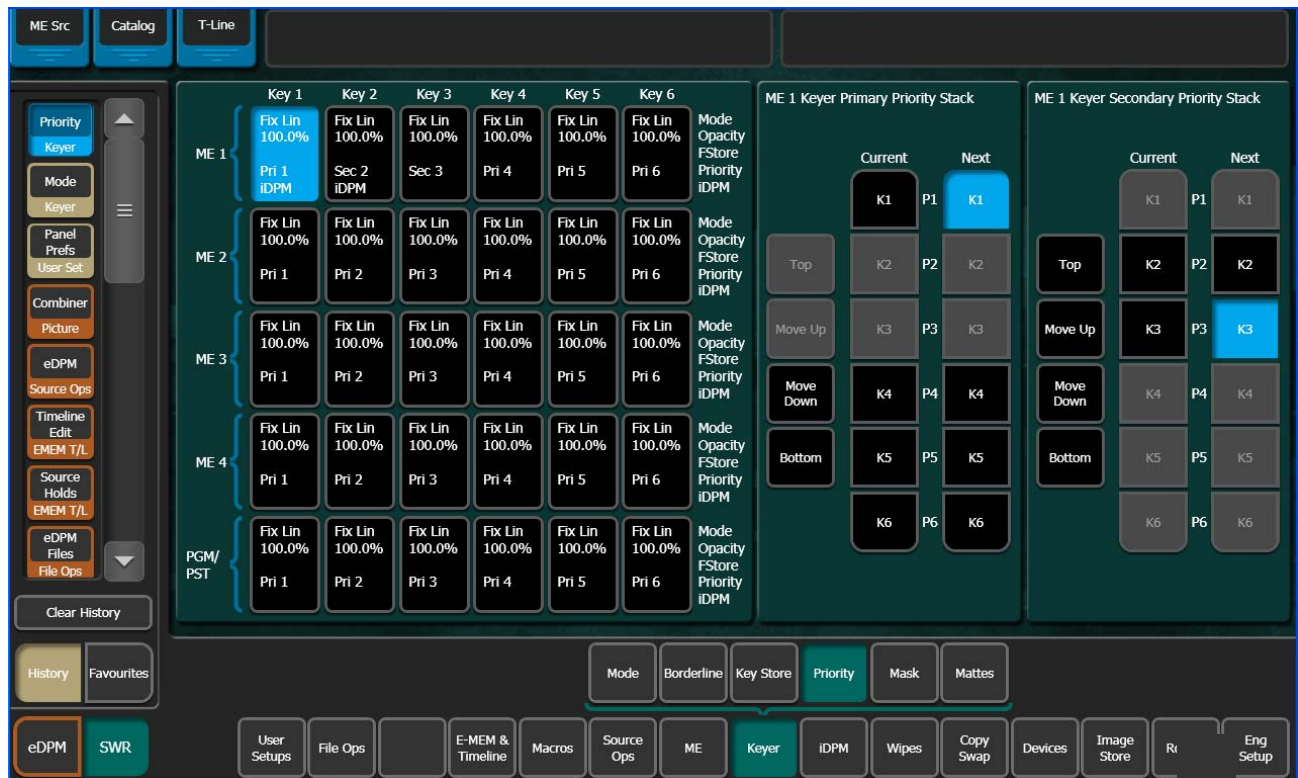 ME Src
Catalog
T-Line
Priority
Keyer
Mode
Keyer
Panel
Prefs
User Set
Combiner
Picture
eDPM
Source Ops
Timeline
Edit
EMEM T/L
Source
Holds
EMEM T/L
eDPM
Files
File Ops
Clear History
History
Favourites
eDPM
SWR
Key 1 Key 2 Key 3 Key 4 Key 5 Key 6
ME 1
Fix Lin Fix Lin Fix Lin Fix Lin Fix Lin Fix Lin Mode
100.0% 100.0% 100.0% 100.0% 100.0% 100.0% Opacity
FStore
Pri 1 Sec 2 Sec 3 Pri 4 Pri 5 Pri 6 Priority
iDPM iDPM iDPM
ME 2
Fix Lin Fix Lin Fix Lin Fix Lin Fix Lin Fix Lin Mode
100.0% 100.0% 100.0% 100.0% 100.0% 100.0% Opacity
FStore
Pri 1 Pri 2 Pri 3 Pri 4 Pri 5 Pri 6 Priority
iDPM
ME 3
Fix Lin Fix Lin Fix Lin Fix Lin Fix Lin Fix Lin Mode
100.0% 100.0% 100.0% 100.0% 100.0% 100.0% Opacity
FStore
Pri 1 Pri 2 Pri 3 Pri 4 Pri 5 Pri 6 Priority
iDPM
ME 4
Fix Lin Fix Lin Fix Lin Fix Lin Fix Lin Fix Lin Mode
100.0% 100.0% 100.0% 100.0% 100.0% 100.0% Opacity
FStore
Pri 1 Pri 2 Pri 3 Pri 4 Pri 5 Pri 6 Priority
iDPM
PGM/
PST
Fix Lin Fix Lin Fix Lin Fix Lin Fix Lin Fix Lin Mode
100.0% 100.0% 100.0% 100.0% 100.0% 100.0% Opacity
FStore
Pri 1 Pri 2 Pri 3 Pri 4 Pri 5 Pri 6 Priority
iDPM
ME 1 Keyer Primary Priority Stack
Current Next
K1 P1 K1
Top K2 P2 K2
Move Up K3 P3 K3
Move
Down
K4 P4 K4
Bottom K5 P5 K5
K6 P6 K6
ME 1 Keyer Secondary Priority Stack
Current Next
K1 P1 K1
Top K2 P2 K2
Move Up K3 P3 K3
Move
Down
K4 P4 K4
Bottom K5 P5 K5
K6 P6 K6
Mode
Borderline
Key Store
Priority
Mask
Mattes
User
Setups
File Ops
E-MEM &
Timeline
Macros
Source
Ops
ME
Keyer
iDPM
Wipes
Copy
Swap
Devices
Image
Store
Eng
Setup